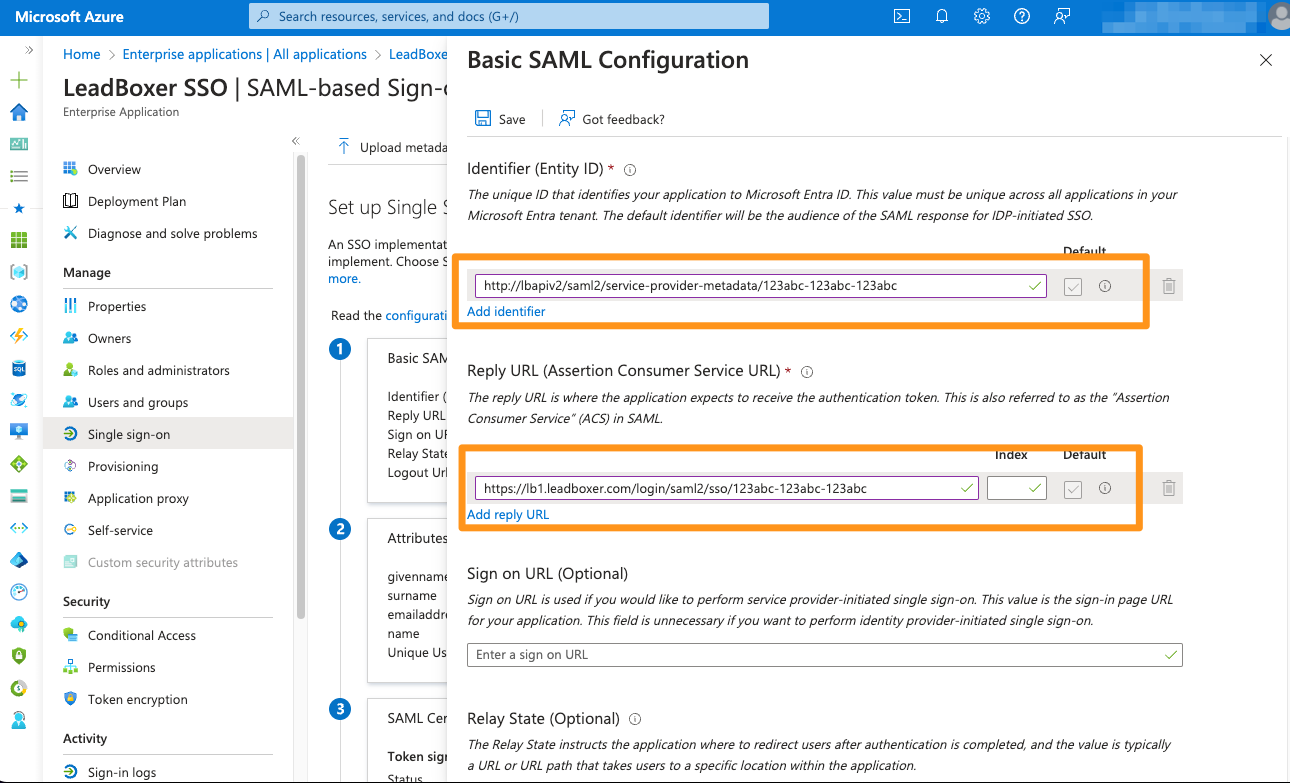 Microsoft Azure
Search resources, services, and docs (G+/)
Home > Enterprise applications | All applications > LeadBoxe
LeadBoxer SSO | SAML-based Sign-o
Enterprise Application
Overview
Deployment Plan
Diagnose and solve problems
Manage
Properties
Owners
Roles and administrators
Users and groups
Single sign-on
Provisioning
Application proxy
Self-service
Custom security attributes
Security
Conditional Access
Permissions
Token encryption
Activity
Sign-in logs
Upload metada
Set up Single S
An SSO implementat
implement. Choose S
more.
Read the configurati
1
Basic SAM
Identifier (
Reply URL
Sign on UR
Relay State
Logout Url
2
Attributes
givenname
surname
emailaddre
name
Unique Us
3
SAML Cer
Token sign
Status
Basic SAML Configuration
Save
Got feedback?
Identifier (Entity ID) *
The unique ID that identifies your application to Microsoft Entra ID. This value must be unique across all applications in your
Microsoft Entra tenant. The default identifier will be the audience of the SAML response for IDP-initiated SSO.
Default
http://lbapiv2/saml2/service-provider-metadata/123abc-123abc-123abc
Add identifier
Reply URL (Assertion Consumer Service URL) *
The reply URL is where the application expects to receive the authentication token. This is also referred to as the "Assertion
Consumer Service" (ACS) in SAML.
Index Default
https://lb1.leadboxer.com/login/saml2/sso/123abc-123abc-123abc
Add reply URL
Sign on URL (Optional)
Sign on URL is used if you would like to perform service provider-initiated single sign-on. This value is the sign-in page URL
for your application. This field is unnecessary if you want to perform identity provider-initiated single sign-on.
Enter a sign on URL
Relay State (Optional)
The Relay State instructs the application where to redirect users after authentication is completed, and the value is typically
a URL or URL path that takes users to a specific location within the application.